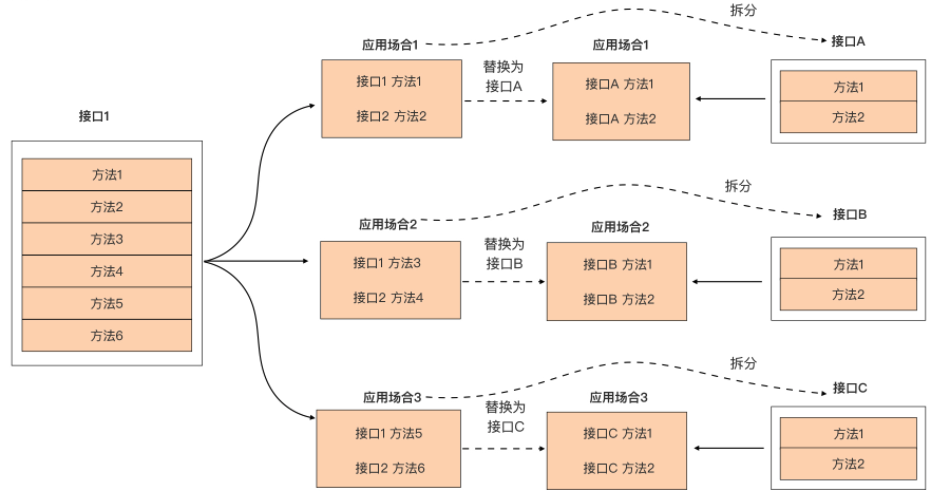 接口1
方法1
方法2
方法3
方法4
方法5
方法6
应用场合1
接口1 方法1
接口2 方法2
替换为
接口A
应用场合1
接口A 方法1
接口A 方法2
拆分
接口A
方法1
方法2
应用场合2
接口1 方法3
接口2 方法4
替换为
接口B
应用场合2
接口B 方法1
接口B 方法2
拆分
接口B
方法1
方法2
应用场合3
接口1 方法5
接口2 方法6
替换为
接口C
应用场合3
接口C 方法1
接口C 方法2
拆分
接口C
方法1
方法2